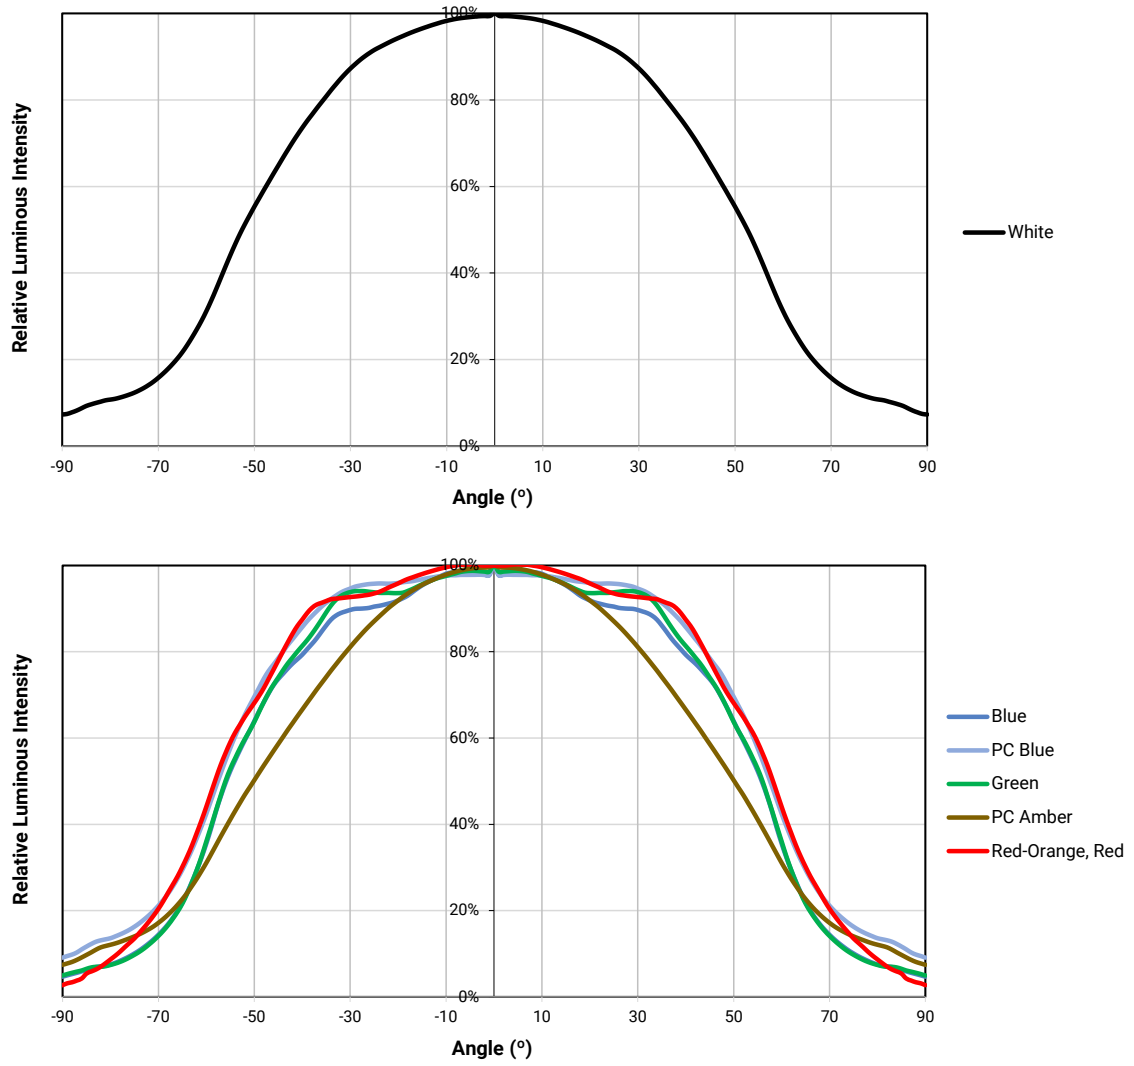 100%
80%
60%
40%
20%
0%
Relative Luminous Intensity
-90 -70 -50 -30 -10 10 30 50 70 90
Angle (º)
White
100%
80%
60%
40%
20%
0%
Relative Luminous Intensity
-90 -70 -50 -30 -10 10 30 50 70 90
Angle (º)
Blue
PC Blue
Green
PC Amber
Red-Orange, Red